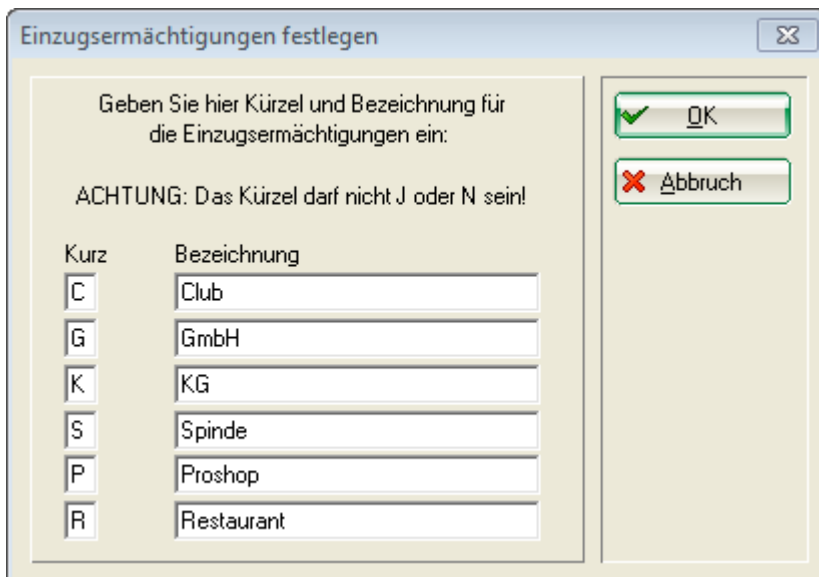 Einzugsermächtigungen festlegen
Geben Sie hier Kürzel und Bezeichnung für
die Einzugsermächtigungen ein:
ACHTUNG: Das Kürzel darf nicht J oder N sein!
Kurz Bezeichnung
C Club
G GmbH
K KG
S Spinde
P Proshop
R Restaurant
OK
Abbruch